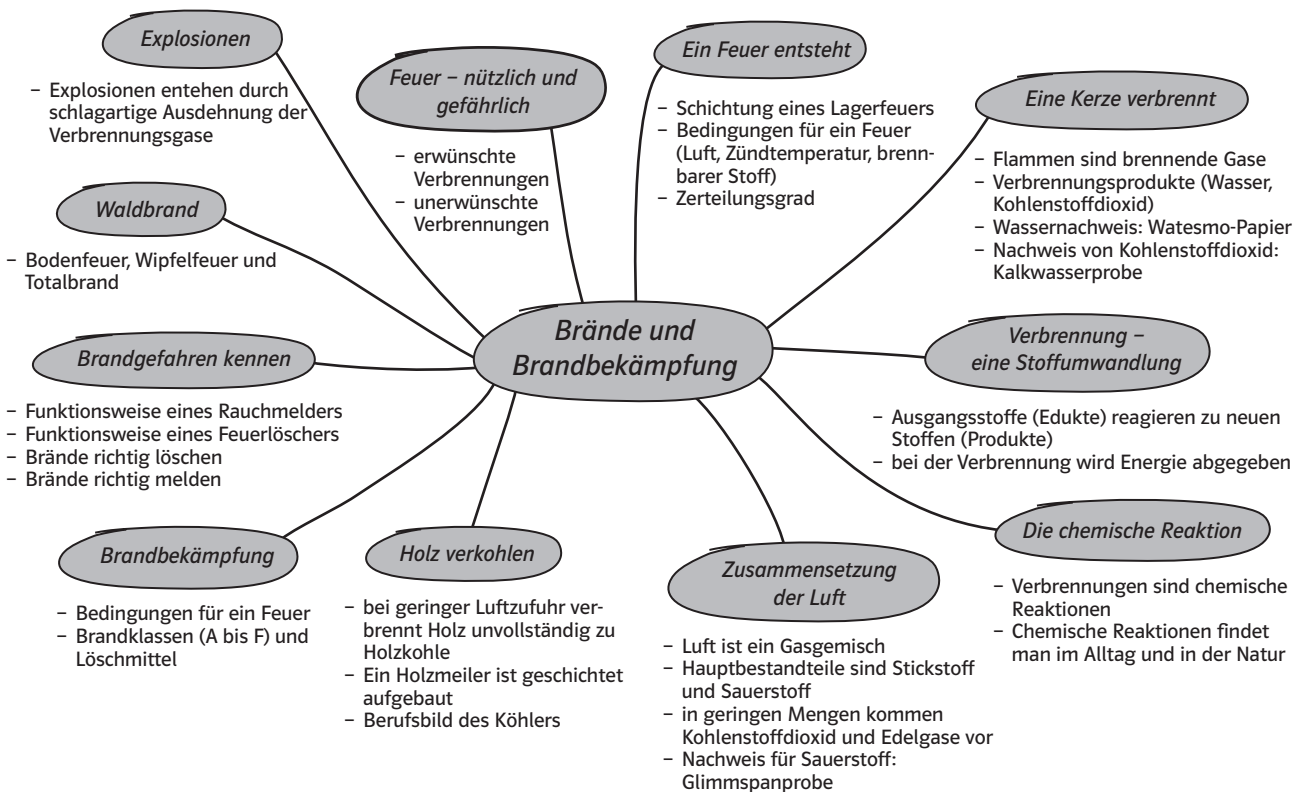 Explosionen
– Explosionen entehen durch
schlagartige Ausdehnung der
Verbrennungsgase
Feuer – nützlich und
gefährlich
– erwünschte
Verbrennungen
– unerwünschte
Verbrennungen
Ein Feuer entsteht
– Schichtung eines Lagerfeuers
– Bedingungen für ein Feuer
(Luft, Zündtemperatur, brenn-
barer Stoff)
– Zerteilungsgrad
Eine Kerze verbrennt
– Flammen sind brennende Gase
– Verbrennungsprodukte (Wasser,
Kohlenstoffdioxid)
– Wassernachweis: Watesmo-Papier
– Nachweis von Kohlenstoffdioxid:
Kalkwasserprobe
Waldbrand
– Bodenfeuer, Wipfelfeuer und
Totalbrand
Brände und
Brandbekämpfung
Verbrennung –
eine Stoffumwandlung
– Ausgangsstoffe (Edukte) reagieren zu neuen
Stoffen (Produkte)
– bei der Verbrennung wird Energie abgegeben
Brandgefahren kennen
– Funktionsweise eines Rauchmelders
– Funktionsweise eines Feuerlöschers
– Brände richtig löschen
– Brände richtig melden
Brandbekämpfung
– Bedingungen für ein Feuer
– Brandklassen (A bis F) und
Löschmittel
Holz verkohlen
– bei geringer Luftzufuhr ver-
brennt Holz unvollständig zu
Holzkohle
– Ein Holzmeiler ist geschichtet
aufgebaut
– Berufsbild des Köhlers
Zusammensetzung
der Luft
– Luft ist ein Gasgemisch
– Hauptbestandteile sind Stickstoff
und Sauerstoff
– in geringen Mengen kommen
Kohlenstoffdioxid und Edelgase vor
– Nachweis für Sauerstoff:
Glimmspanprobe
Die chemische Reaktion
– Verbrennungen sind chemische
Reaktionen
– Chemische Reaktionen findet
man im Alltag und in der Natur